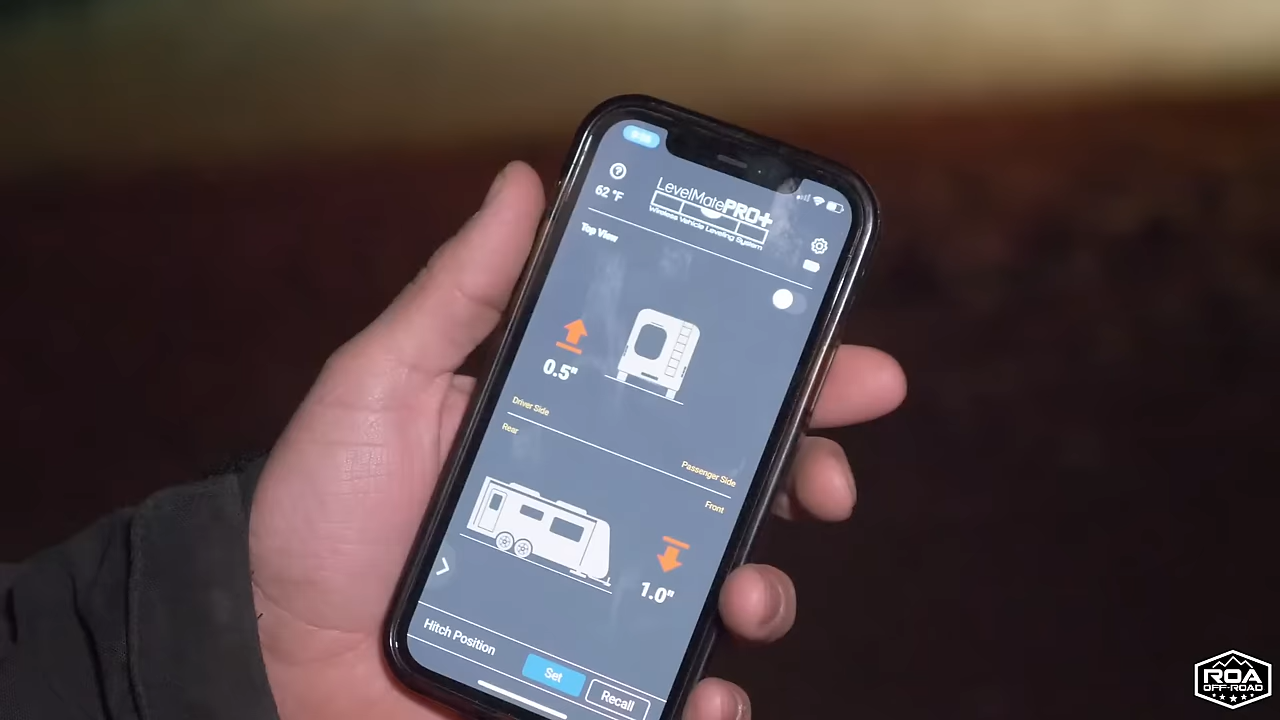 62 °F
LevelMatePRO+
Wireless Vehicle Leveling System
Top View
0.5"
Driver Side
Passenger Side
Rear
Front
1.0"
Hitch Position
Set
Recall
ROA
OFF-ROAD